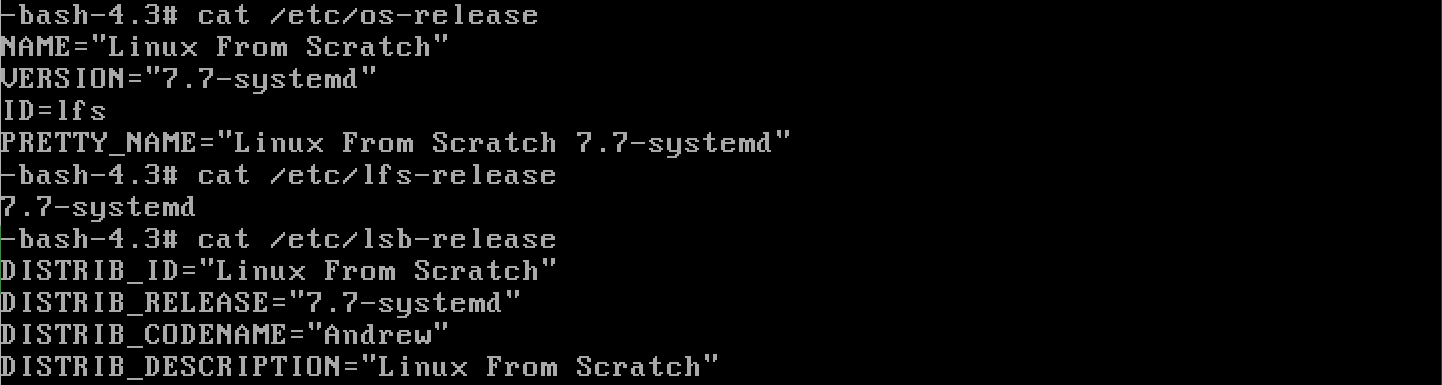 -bash-4.3# cat /etc/os-release
NAME="Linux From Scratch"
VERSION="7.7-systemd"
ID=lfs
PRETTY_NAME="Linux From Scratch 7.7-systemd"
-bash-4.3# cat /etc/lfs-release
7.7-systemd
-bash-4.3# cat /etc/lsb-release
DISTRIB_ID="Linux From Scratch"
DISTRIB_RELEASE="7.7-systemd"
DISTRIB_CODENAME="Andrew"
DISTRIB_DESCRIPTION="Linux From Scratch"